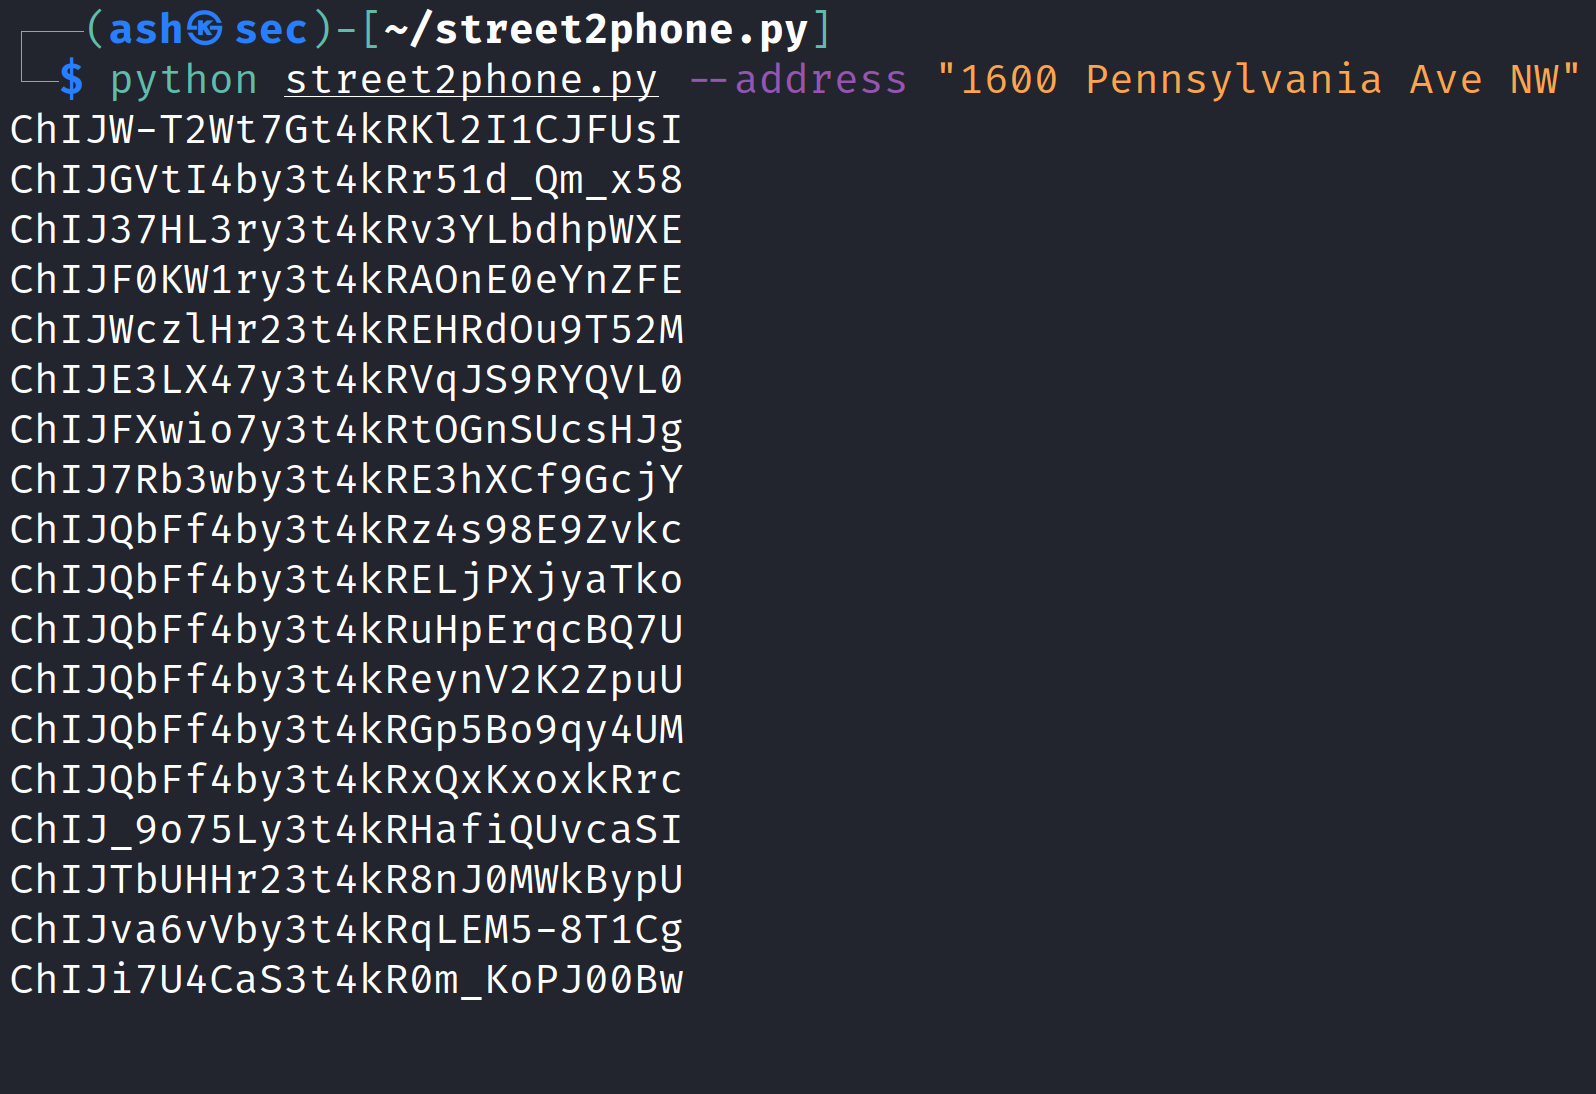 (ash㉿sec)-[~/street2phone.py]
$ python street2phone.py --address "1600 Pennsylvania Ave NW"
ChIJW-T2Wt7Gt4kRKl2I1CJFUsI
ChIJGVtI4by3t4kRr51d_Qm_x58
ChIJ37HL3ry3t4kRv3YLbdhpWXE
ChIJF0KW1ry3t4kRAOnE0eYnZFE
ChIJWczlHr23t4kREHRdOu9T52M
ChIJE3LX47y3t4kRVqJS9RYQVL0
ChIJFXwio7y3t4kRtOGnSUcsHJg
ChIJ7Rb3wby3t4kRE3hXCf9GcjY
ChIJQbFf4by3t4kRz4s98E9Zvkc
ChIJQbFf4by3t4kRELjPXjyaTko
ChIJQbFf4by3t4kRuHpErqcBQ7U
ChIJQbFf4by3t4kReynV2K2ZpuU
ChIJQbFf4by3t4kRGp5Bo9qy4UM
ChIJQbFf4by3t4kRxQxKxoxkRrc
ChIJ_9o75Ly3t4kRHafiQUvcaSI
ChIJTbUHHr23t4kR8nJ0MWkBypU
ChIJva6vVby3t4kRqLEM5-8T1Cg
ChIJi7U4CaS3t4kR0m_KoPJ00Bw